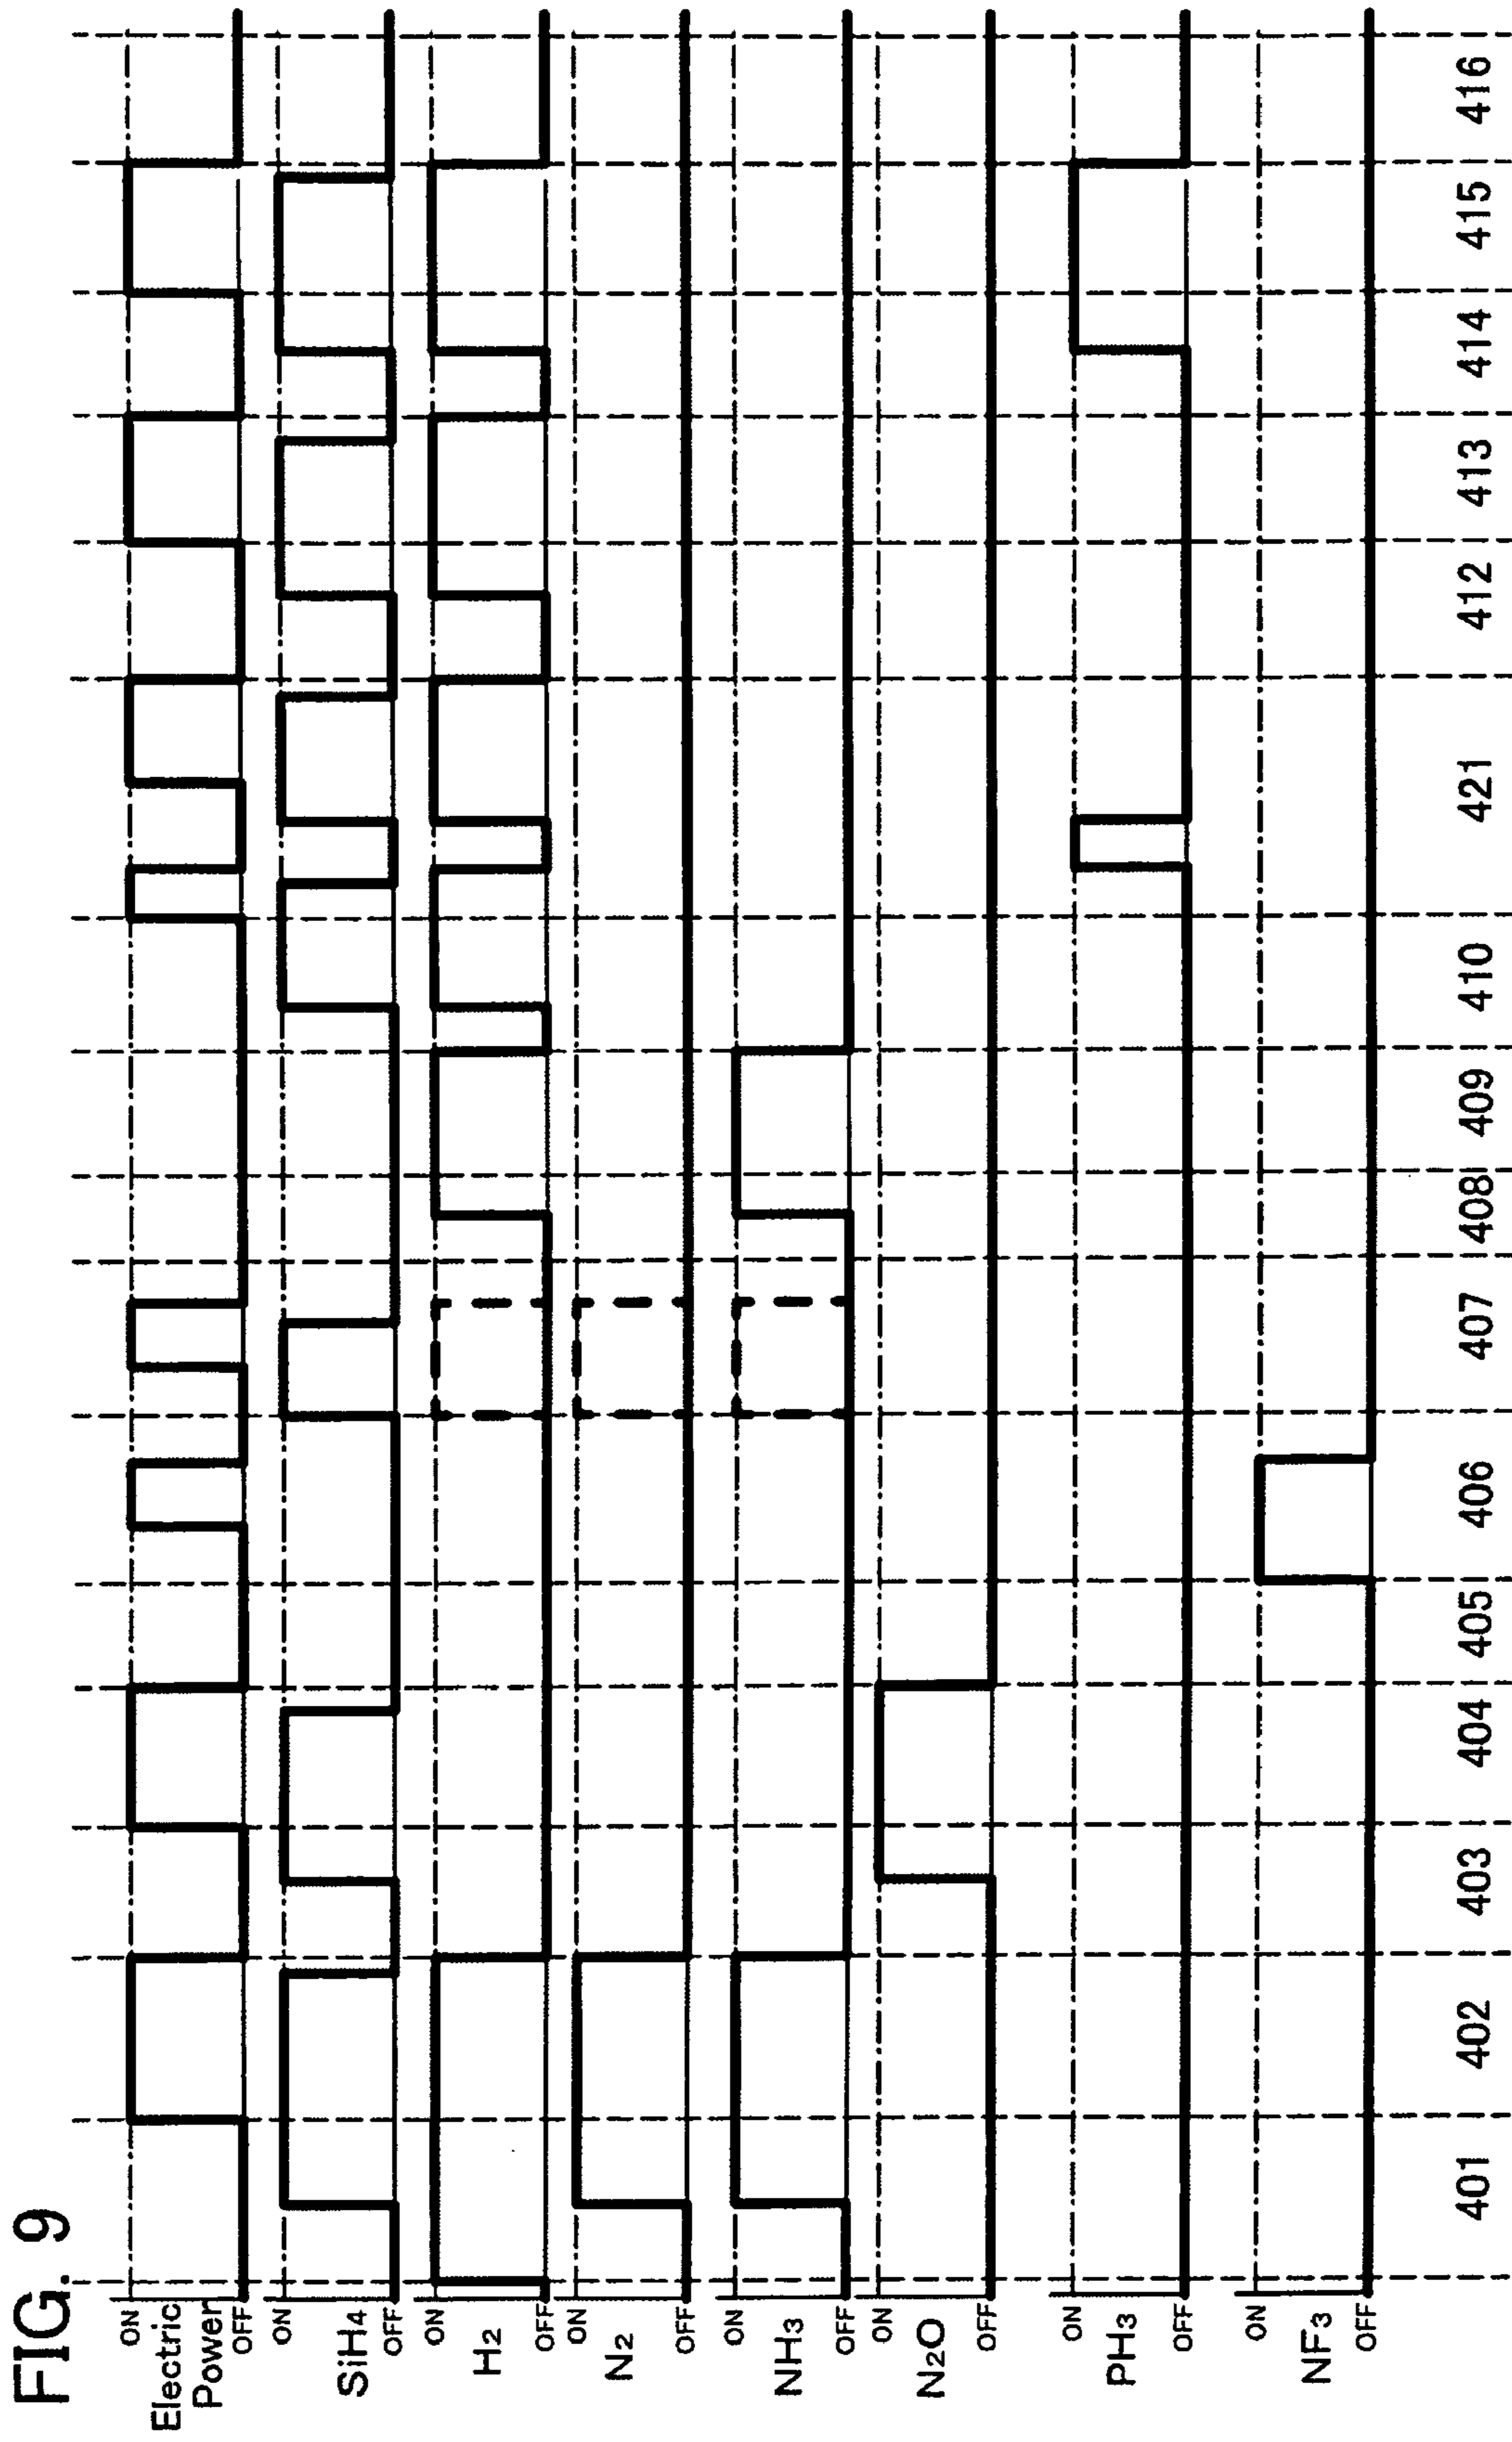 FIG. 9
ON
Electric
Power
OFF
ON
SiH4
OFF
ON
H2
OFF
ON
N2
OFF
ON
NH3
OFF
ON
N2O
OFF
ON
PH3
OFF
ON
NF3
OFF
401 402 403 404 405 406 407 408 409 410 421 412 413 414 415 416